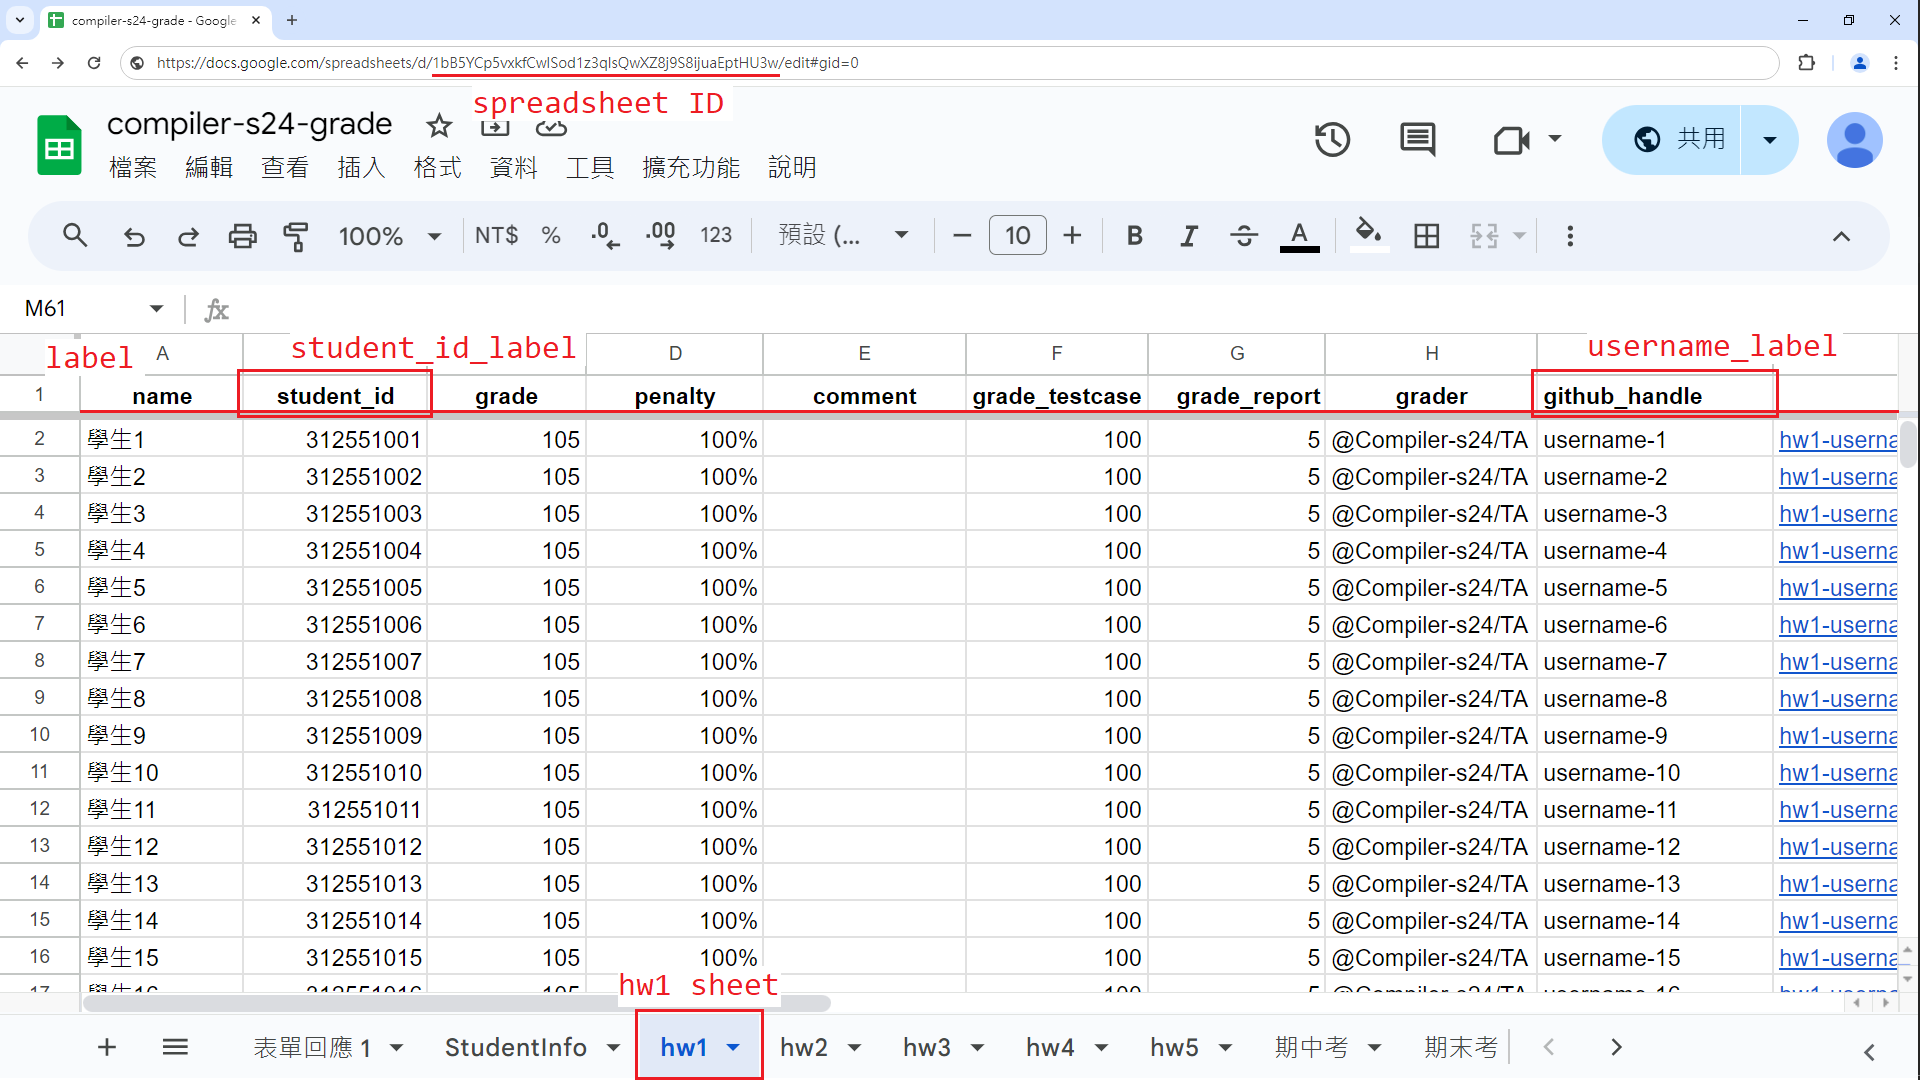 compiler-s24-grade - Google
https://docs.google.com/spreadsheets/d/1bB5YCp5vxkfCwlSod1z3qlsQwXZ8j9S8ijuaEptHU3w/edit#gid=0
spreadsheet ID
compiler-s24-grade
檔案 編輯 查看 插入 格式 資料 工具 擴充功能 說明
共用
100% NT$ % .0 .00 123 預設 (... 10 B I S A
M61 fx
label A student_id_label D E F G H username_label
1 name student_id grade penalty comment grade_testcase grade_report grader github_handle
2 學生1 312551001 105 100% 100 5 @Compiler-s24/TA username-1 hw1-userna
3 學生2 312551002 105 100% 100 5 @Compiler-s24/TA username-2 hw1-userna
4 學生3 312551003 105 100% 100 5 @Compiler-s24/TA username-3 hw1-userna
5 學生4 312551004 105 100% 100 5 @Compiler-s24/TA username-4 hw1-userna
6 學生5 312551005 105 100% 100 5 @Compiler-s24/TA username-5 hw1-userna
7 學生6 312551006 105 100% 100 5 @Compiler-s24/TA username-6 hw1-userna
8 學生7 312551007 105 100% 100 5 @Compiler-s24/TA username-7 hw1-userna
9 學生8 312551008 105 100% 100 5 @Compiler-s24/TA username-8 hw1-userna
10 學生9 312551009 105 100% 100 5 @Compiler-s24/TA username-9 hw1-userna
11 學生10 312551010 105 100% 100 5 @Compiler-s24/TA username-10 hw1-userna
12 學生11 312551011 105 100% 100 5 @Compiler-s24/TA username-11 hw1-userna
13 學生12 312551012 105 100% 100 5 @Compiler-s24/TA username-12 hw1-userna
14 學生13 312551013 105 100% 100 5 @Compiler-s24/TA username-13 hw1-userna
15 學生14 312551014 105 100% 100 5 @Compiler-s24/TA username-14 hw1-userna
16 學生15 312551015 105 100% 100 5 @Compiler-s24/TA username-15 hw1-userna
hw1 sheet
表單回應 1 StudentInfo hw1 hw2 hw3 hw4 hw5 期中考 期末考